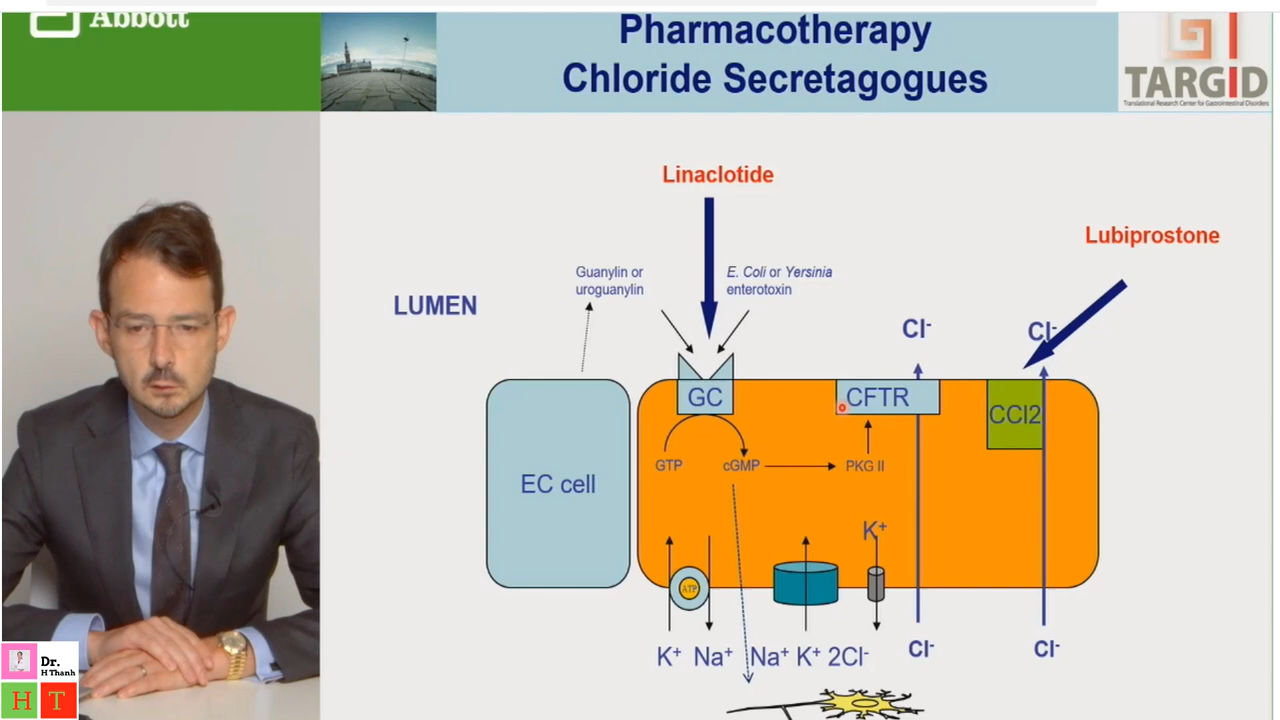 Abbott
Pharmacotherapy
Chloride Secretagogues
TARGID
Translational Research Center for Gastrointestinal Disorders
Linaclotide
Lubiprostone
Guanylin or
uroguanylin
E. Coli or Yersinia
enterotoxin
LUMEN
Cl-
Cl-
GC
CFTR
CCl2
GTP
cGMP
PKG II
EC cell
K+
ATP
K+ Na+ Na+ K+ 2Cl-
Cl-
Cl-
Dr.
H Thanh
H T